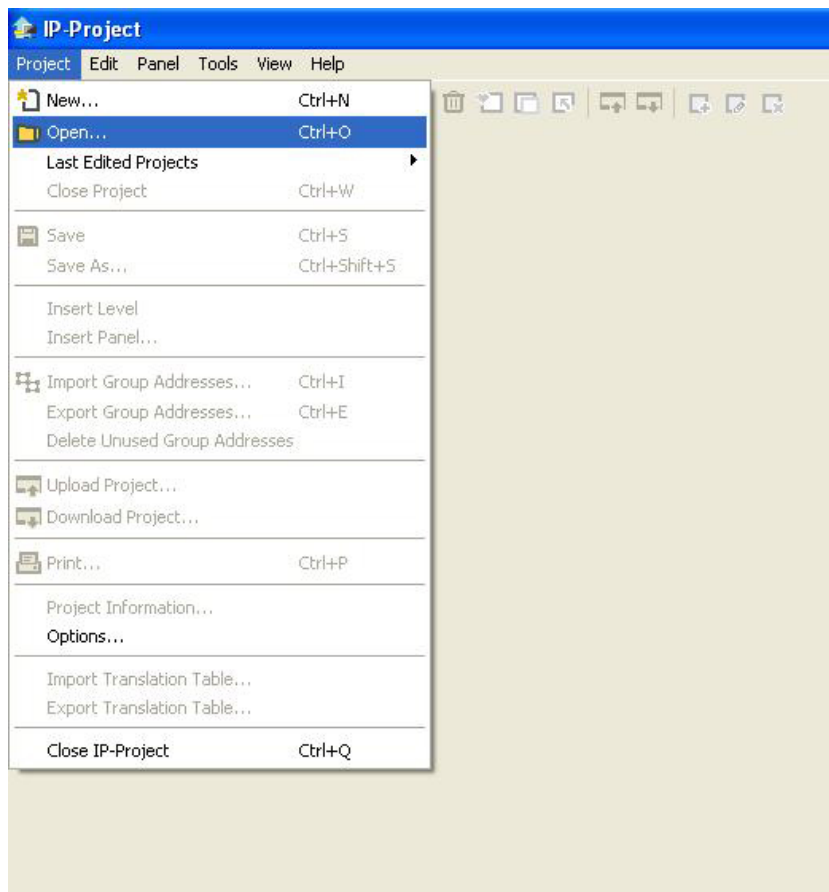 IP-Project
Project Edit Panel Tools View Help
New... Ctrl+N
Open... Ctrl+O
Last Edited Projects
Close Project Ctrl+W
Save Ctrl+S
Save As... Ctrl+Shift+S
Insert Level
Insert Panel...
Import Group Addresses... Ctrl+I
Export Group Addresses... Ctrl+E
Delete Unused Group Addresses
Upload Project...
Download Project...
Print... Ctrl+P
Project Information...
Options...
Import Translation Table...
Export Translation Table...
Close IP-Project Ctrl+Q